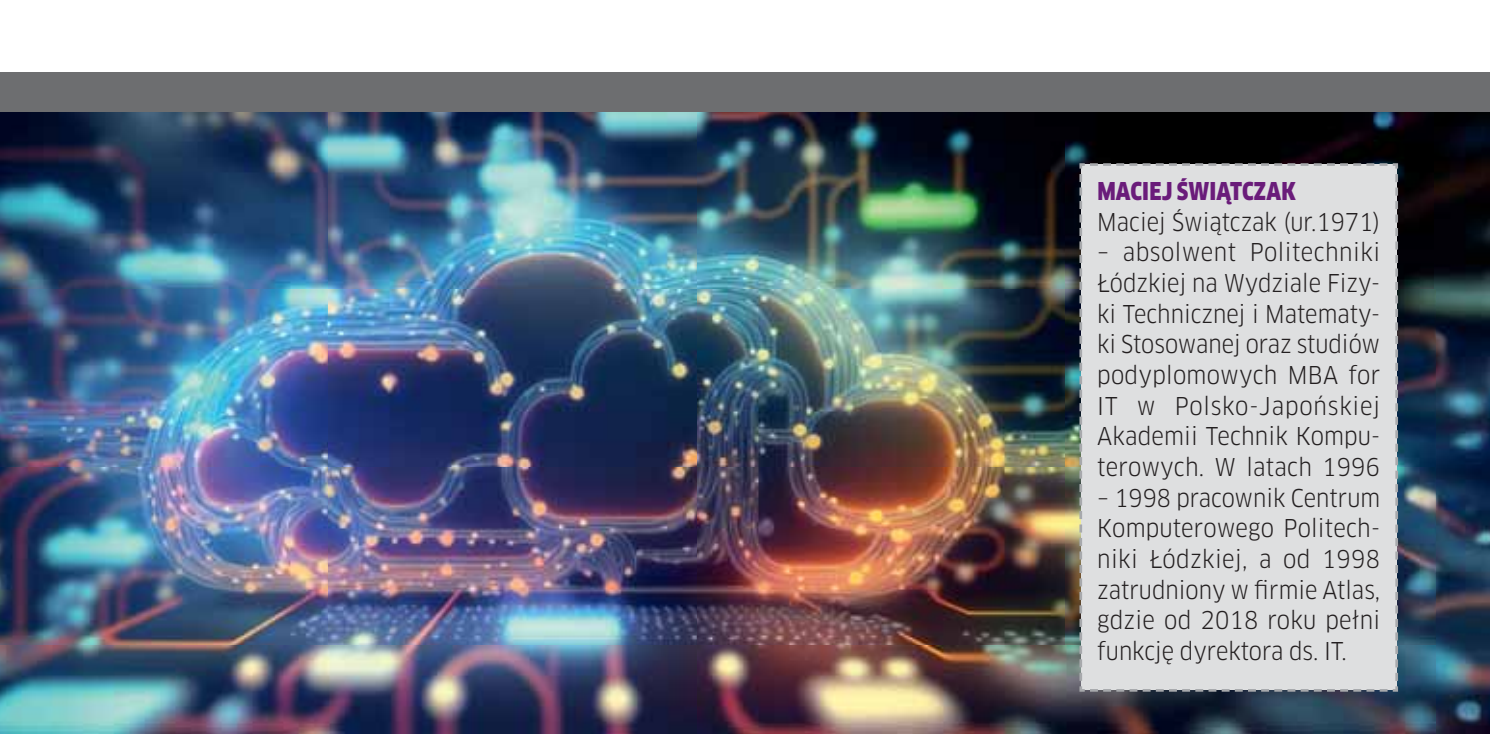 MACIEJ ŚWIĄTCZAK
Maciej Świątczak (ur.1971)
– absolwent Politechniki
Łódzkiej na Wydziale Fizy-
ki Technicznej i Matematy-
ki Stosowanej oraz studiów
podyplomowych MBA for
IT w Polsko-Japońskiej
Akademii Technik Kompu-
terowych. W latach 1996
– 1998 pracownik Centrum
Komputerowego Politech-
niki Łódzkiej, a od 1998
zatrudniony w firmie Atlas,
gdzie od 2018 roku pełni
funkcję dyrektora ds. IT.